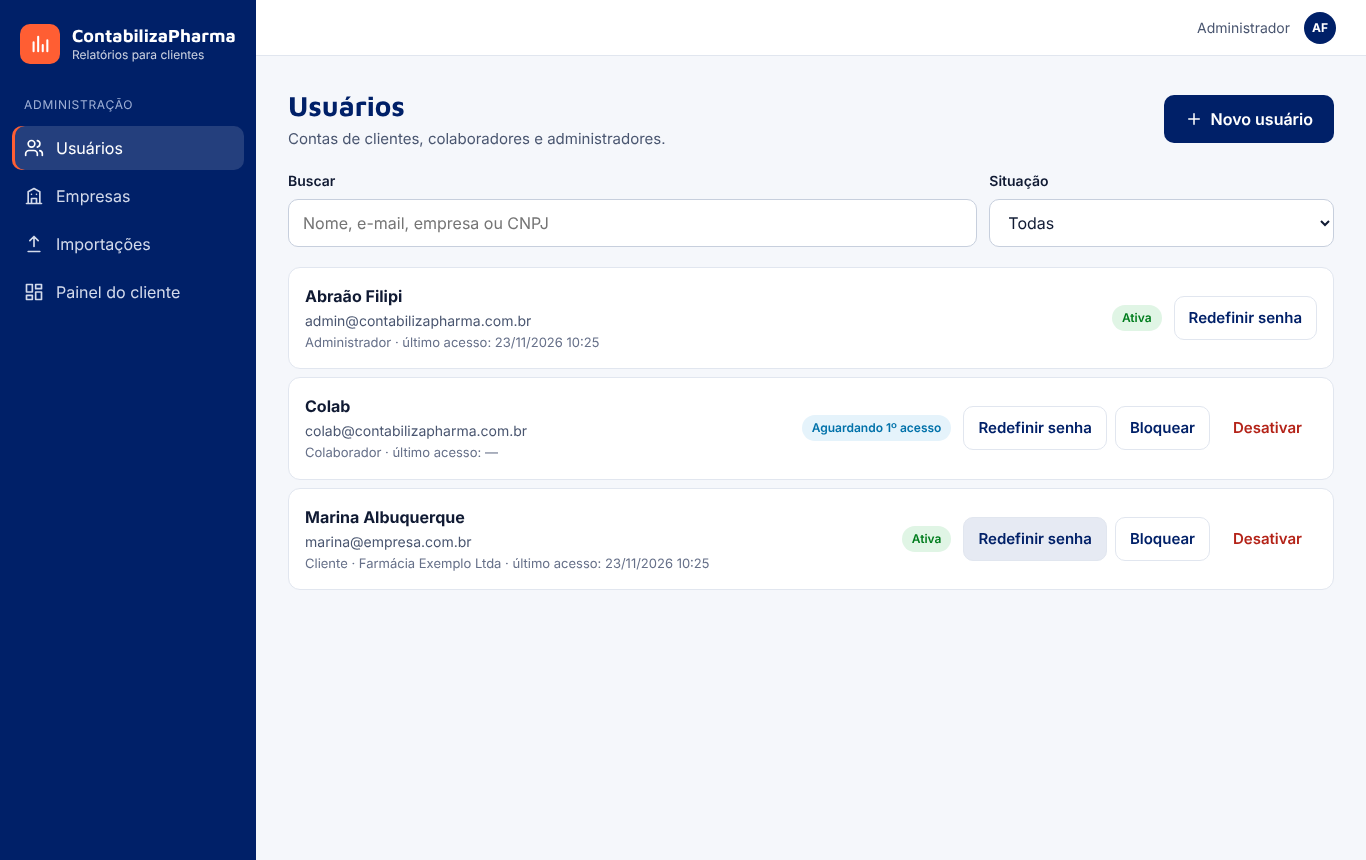 ContabilizaPharma
Relatórios para clientes
ADMINISTRAÇÃO
Usuários
Empresas
Importações
Painel do cliente
Administrador
AF
Usuários
Contas de clientes, colaboradores e administradores.
+ Novo usuário
Buscar
Nome, e-mail, empresa ou CNPJ
Situação
Todas
Abraão Filipi
admin@contabilizapharma.com.br
Administrador · último acesso: 23/11/2026 10:25
Ativa
Redefinir senha
Colab
colab@contabilizapharma.com.br
Colaborador · último acesso: —
Aguardando 1º acesso
Redefinir senha
Bloquear
Desativar
Marina Albuquerque
marina@empresa.com.br
Cliente · Farmácia Exemplo Ltda · último acesso: 23/11/2026 10:25
Ativa
Redefinir senha
Bloquear
Desativar